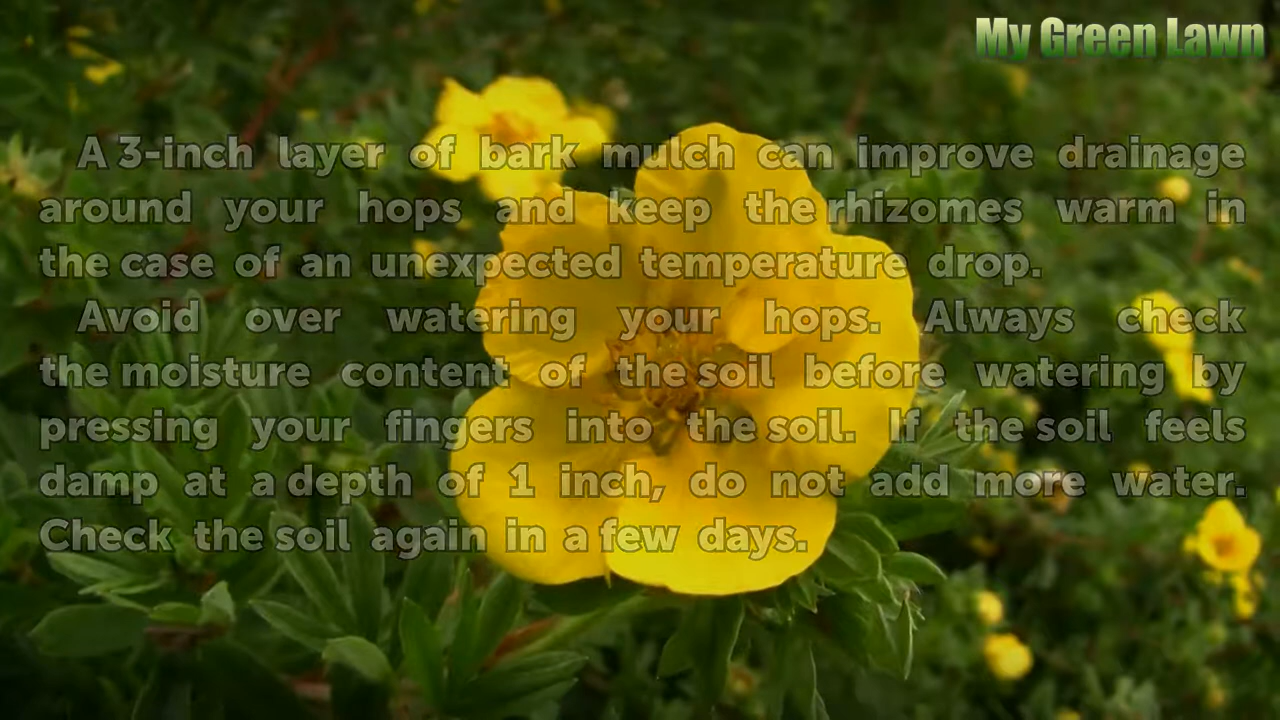 My Green Lawn
A 3-inch layer of bark mulch can improve drainage
around your hops and keep the rhizomes warm in
the case of an unexpected temperature drop.
Avoid over watering your hops. Always check
the moisture content of the soil before watering by
pressing your fingers into the soil. If the soil feels
damp at a depth of 1 inch, do not add more water.
Check the soil again in a few days.